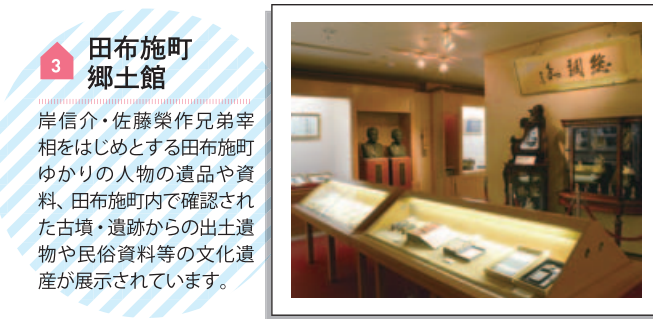 3
田布施町
郷土館
岸信介・佐藤榮作兄弟宰
相をはじめとする田布施町
ゆかりの人物の遺品や資
料、田布施町内で確認され
た古墳・遺跡からの出土遺
物や民俗資料等の文化遺
産が展示されています。